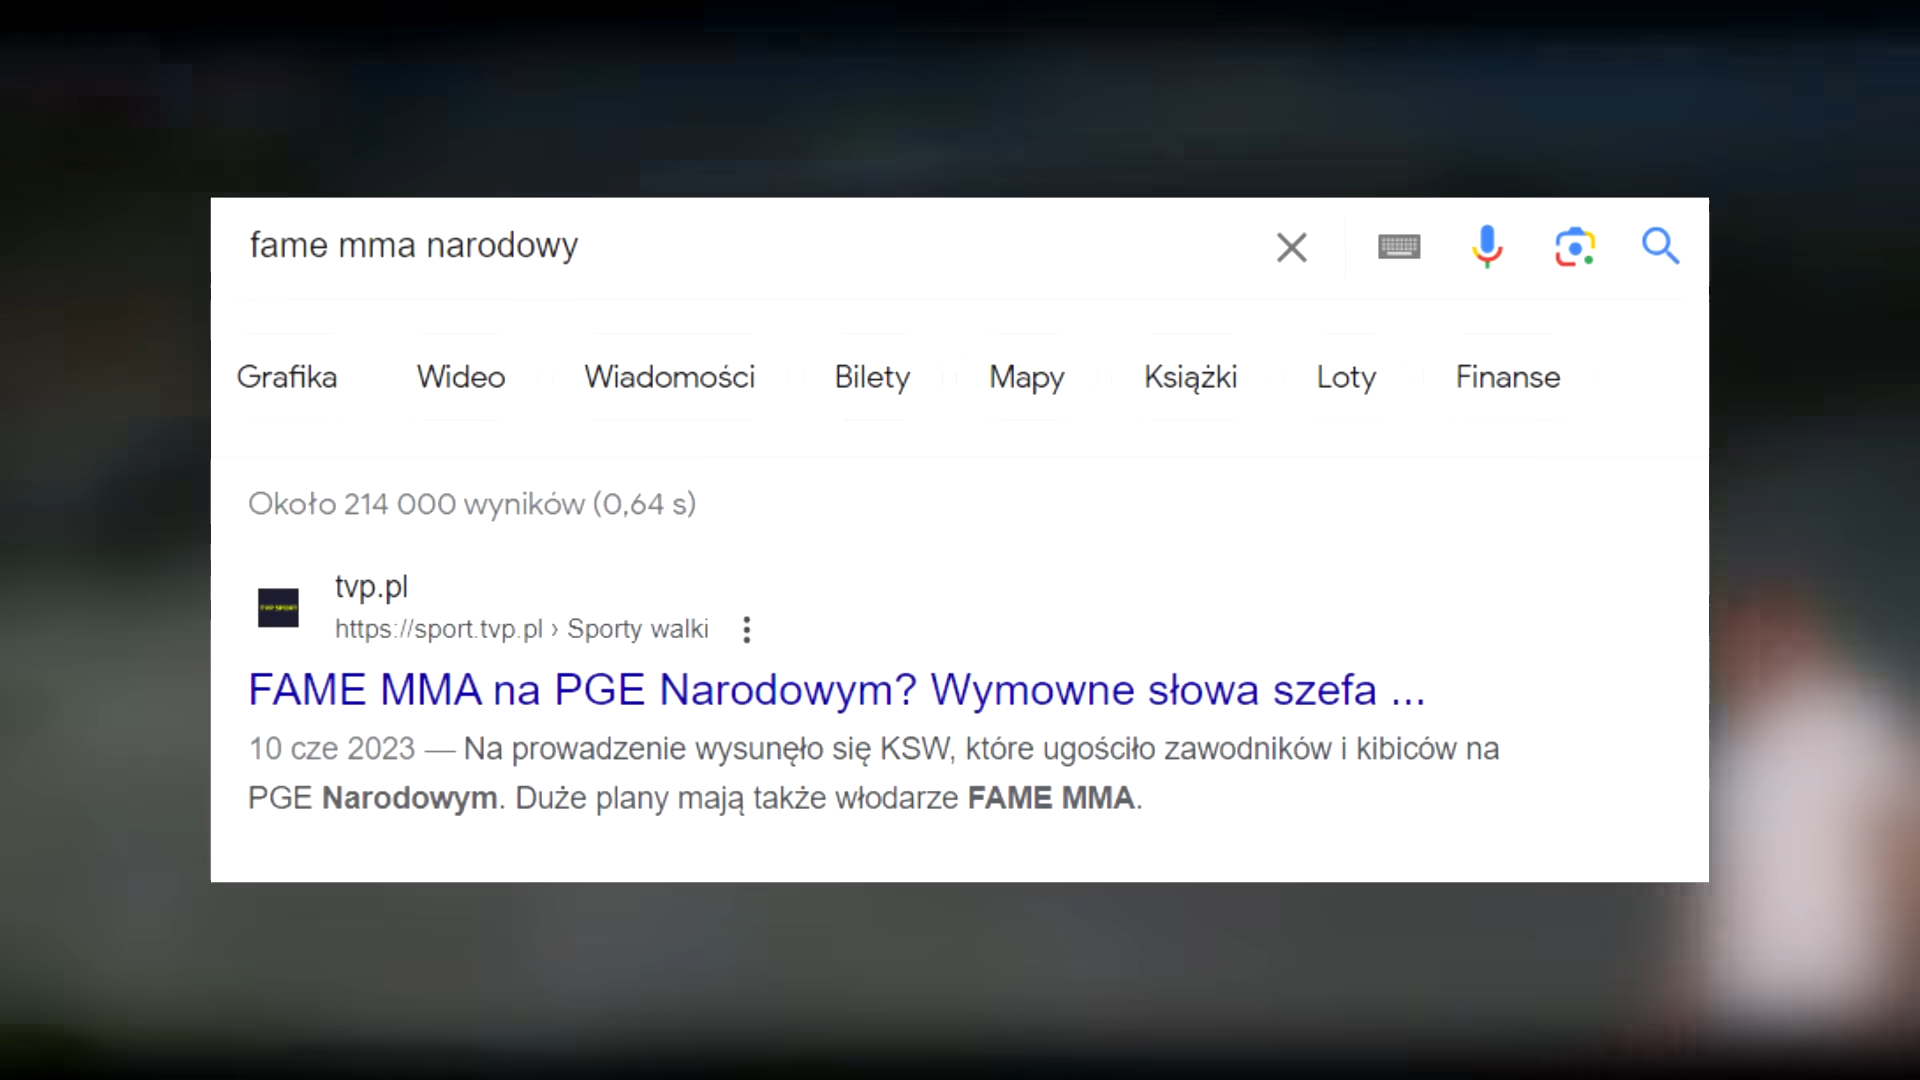 fame mma narodowy
Grafika Wideo Wiadomości Bilety Mapy Książki Loty Finanse
Około 214 000 wyników (0,64 s)
TVP SPORT
tvp.pl
https://sport.tvp.pl › Sporty walki
FAME MMA na PGE Narodowym? Wymowne słowa szefa ...
10 cze 2023 — Na prowadzenie wysunęło się KSW, które ugościło zawodników i kibiców na
PGE Narodowym. Duże plany mają także włodarze FAME MMA.